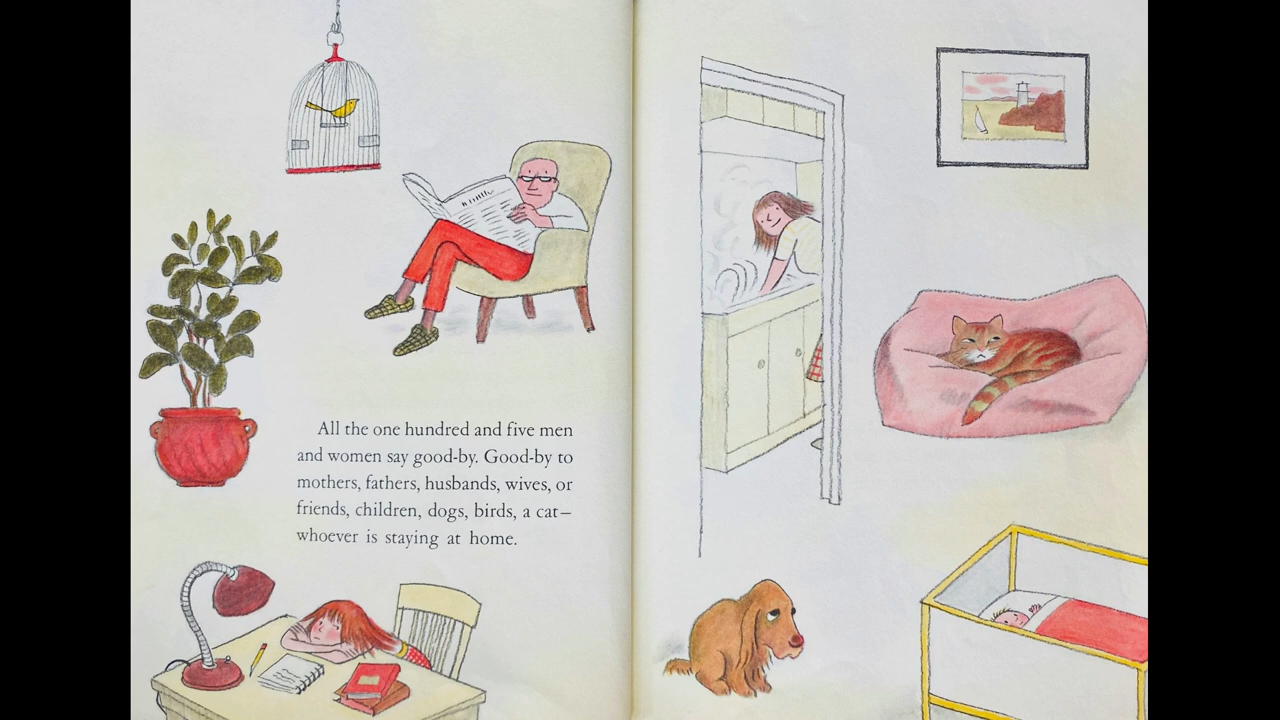 All the one hundred and five men
and women say good-by. Good-by to
mothers, fathers, husbands, wives, or
friends, children, dogs, birds, a cat—
whoever is staying at home.